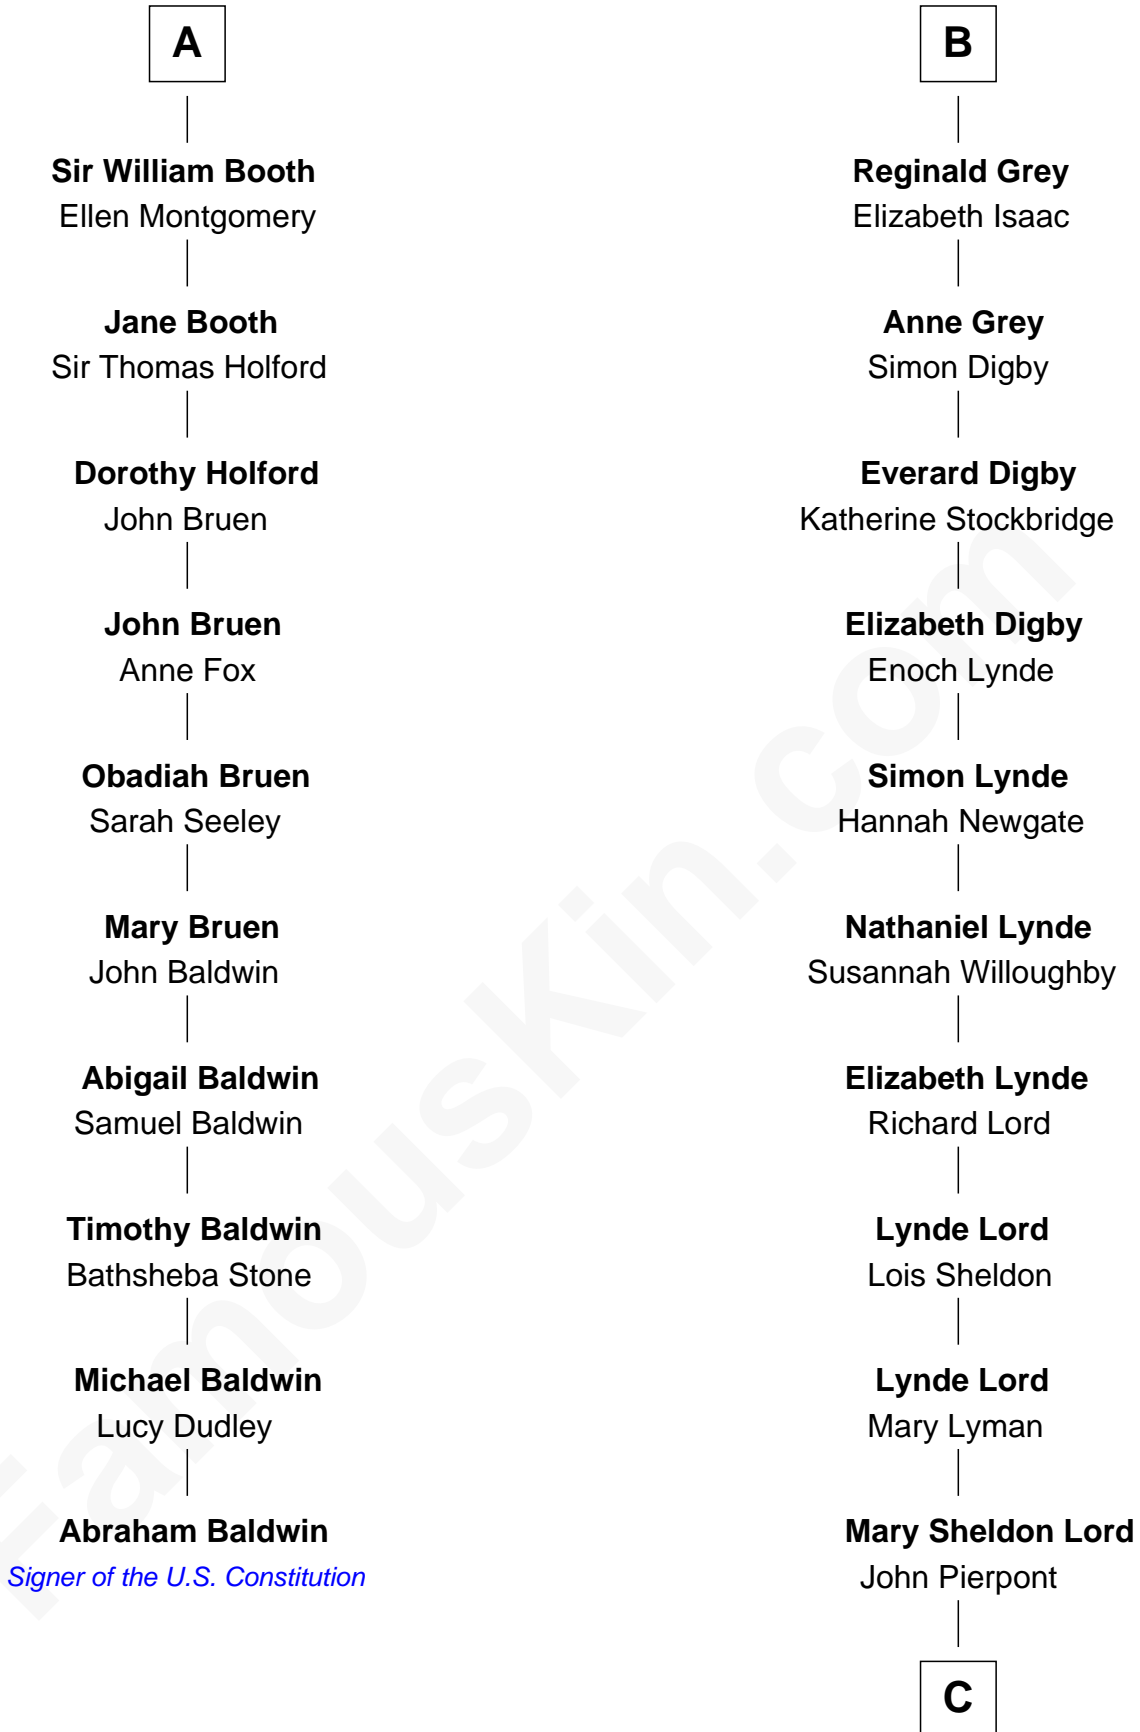 A
Sir William Booth
Ellen Montgomery
Jane Booth
Sir Thomas Holford
Dorothy Holford
John Bruen
John Bruen
Anne Fox
Obadiah Bruen
Sarah Seeley
Mary Bruen
John Baldwin
Abigail Baldwin
Samuel Baldwin
Timothy Baldwin
Bathsheba Stone
Michael Baldwin
Lucy Dudley
Abraham Baldwin
Signer of the U.S. Constitution
B
Reginald Grey
Elizabeth Isaac
Anne Grey
Simon Digby
Everard Digby
Katherine Stockbridge
Elizabeth Digby
Enoch Lynde
Simon Lynde
Hannah Newgate
Nathaniel Lynde
Susannah Willoughby
Elizabeth Lynde
Richard Lord
Lynde Lord
Lois Sheldon
Lynde Lord
Mary Lyman
Mary Sheldon Lord
John Pierpont
C
FamousKin.com